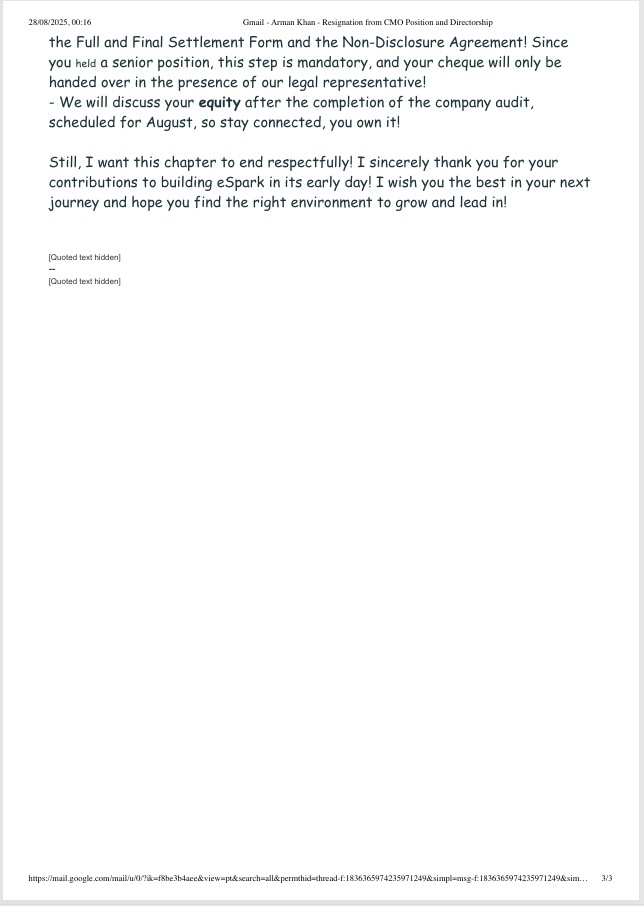 28/08/2025, 00:16 Gmail - Arman Khan - Resignation from CMO Position and Directorship
the Full and Final Settlement Form and the Non-Disclosure Agreement! Since
you held a senior position, this step is mandatory, and your cheque will only be
handed over in the presence of our legal representative!
- We will discuss your equity after the completion of the company audit,
scheduled for August, so stay connected, you own it!
Still, I want this chapter to end respectfully! I sincerely thank you for your
contributions to building eSpark in its early day! I wish you the best in your next
journey and hope you find the right environment to grow and lead in!
[Quoted text hidden]
--
[Quoted text hidden]
https://mail.google.com/mail/u/0/?ik=f8be3b4aee&view=pt&search=all&permthid=thread-f:1836365974235971249&simpl=msg-f:1836365974235971249&sim… 3/3